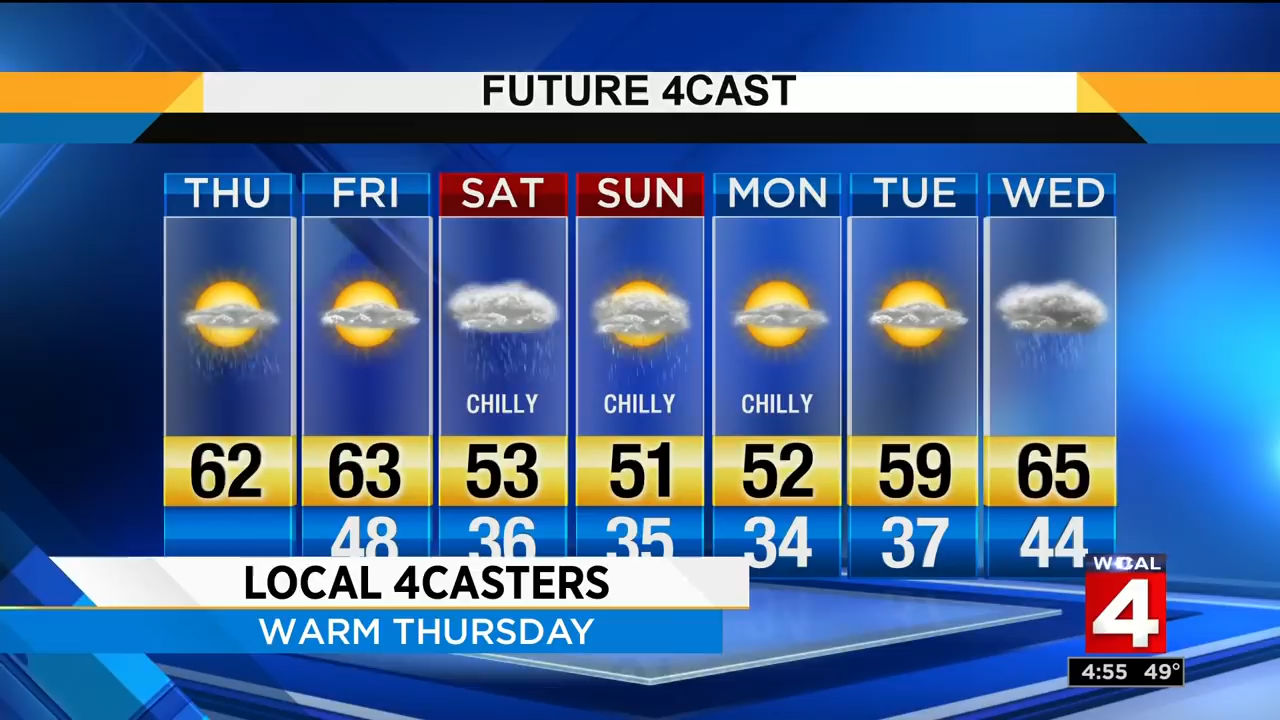 FUTURE 4CAST
THU FRI SAT SUN MON TUE WED
CHILLY CHILLY CHILLY
62 63 53 51 52 59 65
48 36 35 34 37 44
LOCAL 4CASTERS
WARM THURSDAY
4
4:55 49°